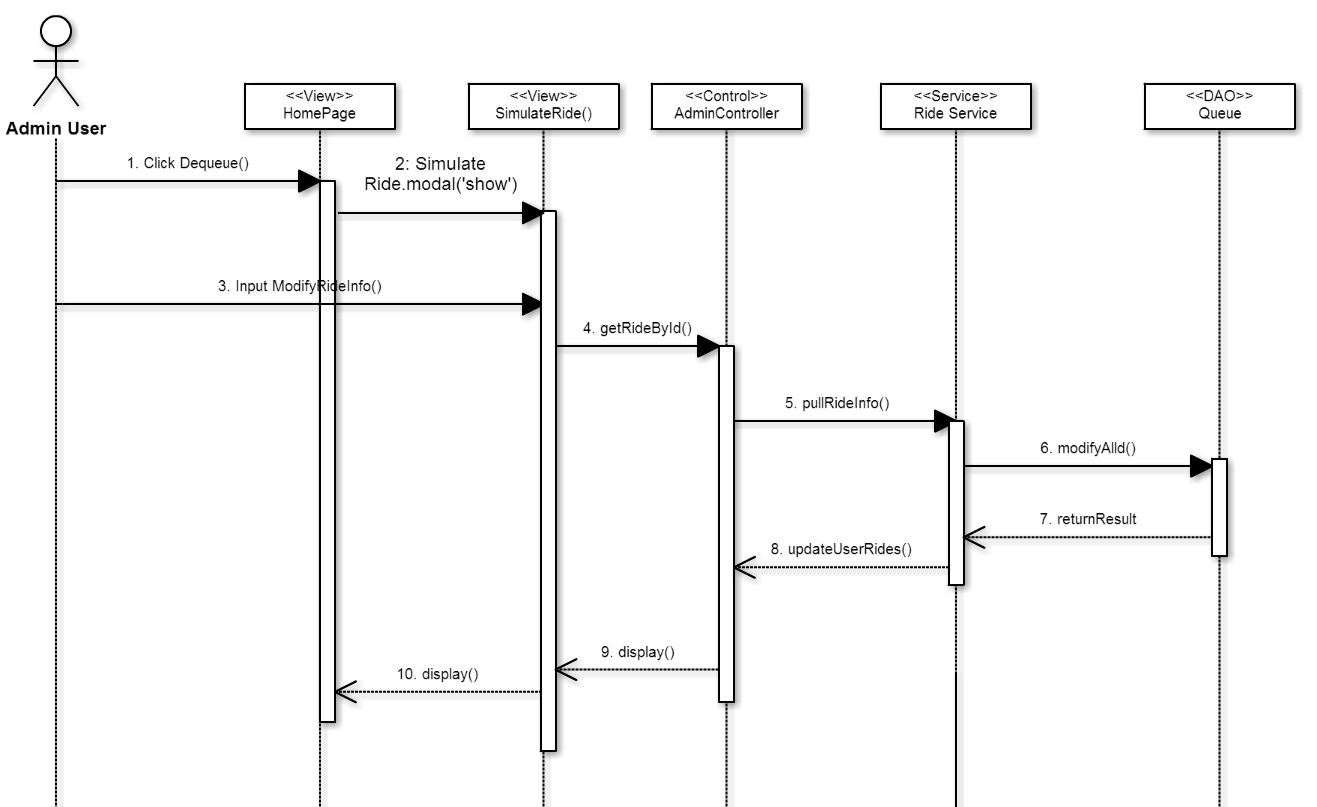 Admin User
<<View>>
HomePage
<<View>>
SimulateRide()
<<Control>>
AdminController
<<Service>>
Ride Service
<<DAO>>
Queue
1. Click Dequeue()
2: Simulate
Ride.modal('show')
3. Input ModifyRideInfo()
4. getRideById()
5. pullRideInfo()
6. modifyAlld()
7. returnResult
8. updateUserRides()
9. display()
10. display()